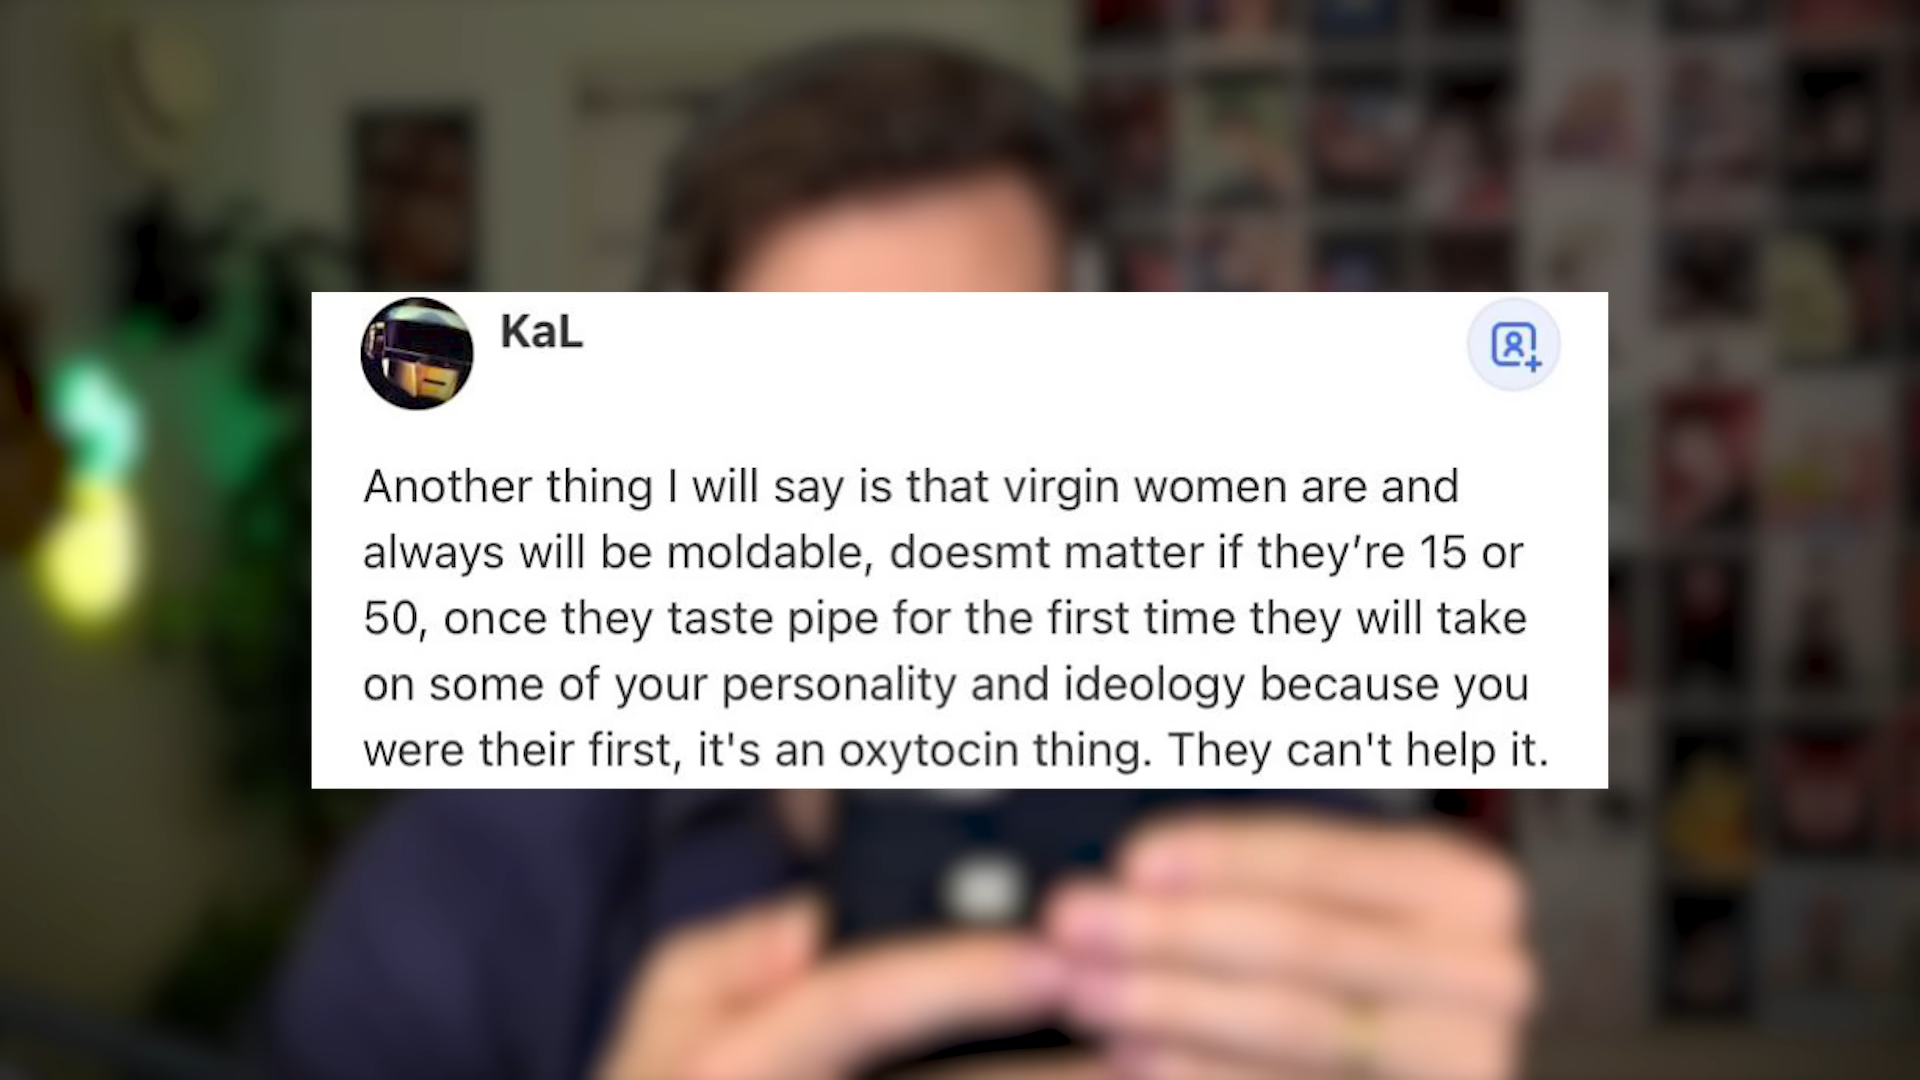 KaL
Another thing I will say is that virgin women are and
always will be moldable, doesmt matter if they’re 15 or
50, once they taste pipe for the first time they will take
on some of your personality and ideology because you
were their first, it's an oxytocin thing. They can't help it.